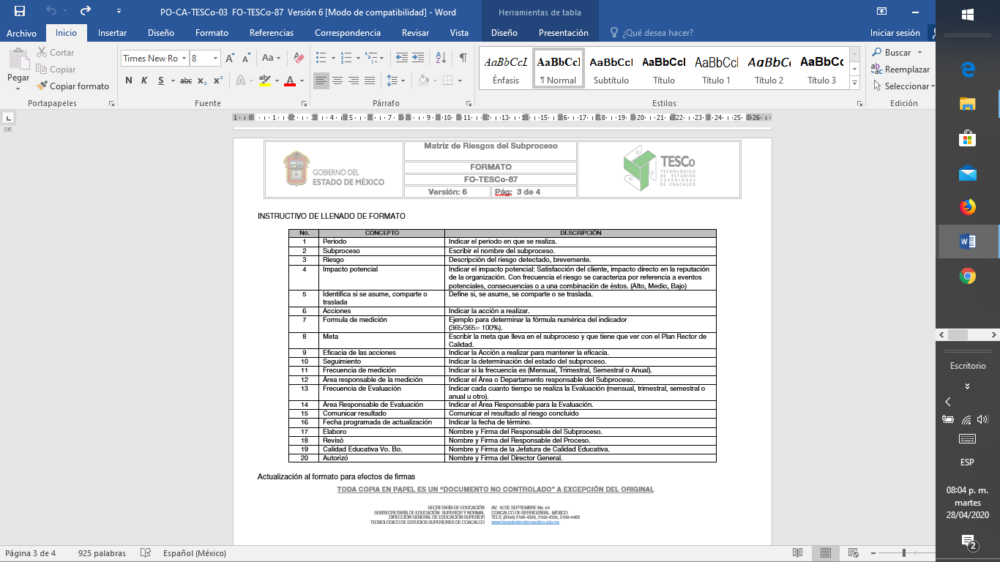 PO-CA-TESCo-03 FO-TESCo-87 Versión 6 [Modo de compatibilidad] - Word
Herramientas de tabla
Archivo Inicio Insertar Diseño Formato Referencias Correspondencia Revisar Vista Diseño Presentación ¿Qué desea hacer? Iniciar sesión
Pegar
Cortar
Copiar
Copiar formato
Portapapeles
Times New Ro 8
N K S abc x₂ x²
Fuente
Párrafo
AaBbCcL AaBbCcI AaBbCcI AaBbCcI AaBbCcI AaBbCcI AaBbCc
Énfasis ¶ Normal Subtítulo Título Título 1 Título 2 Título 3
Estilos
Buscar
Reemplazar
Seleccionar
Edición
GOBIERNO DEL
ESTADO DE MÉXICO
Matriz de Riesgos del Subproceso
FORMATO
FO-TESCo-87
Versión: 6 Pág: 3 de 4
TESCo
TECNOLÓGICO
DE ESTUDIOS
SUPERIORES
DE COACALCO
INSTRUCTIVO DE LLENADO DE FORMATO
No. CONCEPTO DESCRIPCIÓN
1 Periodo Indicar el periodo en que se realiza.
2 Subproceso Escribir el nombre del subproceso.
3 Riesgo Descripción del riesgo detectado, brevemente.
4 Impacto potencial Indicar el impacto potencial: Satisfacción del cliente, impacto directo en la reputación
de la organización. Con frecuencia el riesgo se caracteriza por referencia a eventos
potenciales, consecuencias o a una combinación de éstos. (Alto, Medio, Bajo)
5 Identifica si se asume, comparte o Define si, se asume, se comparte o se traslada.
traslada
6 Acciones Indicar la acción a realizar.
7 Formula de medición Ejemplo para determinar la fórmula numérica del indicador
(365/365= 100%).
8 Meta Escribir la meta que lleva en el subproceso y que tiene que ver con el Plan Rector de
Calidad.
9 Eficacia de las acciones Indicar la Acción a realizar para mantener la eficacia.
10 Seguimiento Indicar la determinación del estado del subproceso.
11 Frecuencia de medición Indicar si la frecuencia es (Mensual, Trimestral, Semestral o Anual).
12 Área responsable de la medición Indicar el Área o Departamento responsable del Subproceso.
13 Frecuencia de Evaluación Indicar cada cuanto tiempo se realiza la Evaluación (mensual, trimestral, semestral o
anual u otro).
14 Área Responsable de Evaluación Indicar el Área Responsable para la Evaluación.
15 Comunicar resultado Comunicar el resultado al riesgo concluido
16 Fecha programada de actualización Indicar la fecha de término.
17 Elaboro Nombre y Firma del Responsable del Subproceso.
18 Revisó Nombre y Firma del Responsable del Proceso.
19 Calidad Educativa Vo. Bo. Nombre y Firma de la Jefatura de Calidad Educativa.
20 Autorizó Nombre y Firma del Director General.
Actualización al formato para efectos de firmas
TODA COPIA EN PAPEL ES UN “DOCUMENTO NO CONTROLADO” A EXCEPCIÓN DEL ORIGINAL
SECRETARÍA DE EDUCACIÓN AV. 16 DE SEPTIEMBRE No. 54
SUBSECRETARÍA DE EDUCACIÓN SUPERIOR Y NORMAL COACALCO DE BERRIOZÁBAL, MÉXICO
DIRECCIÓN GENERAL DE EDUCACIÓN SUPERIOR TELS. (0155) 2159-4324, 2159-4325, 2159-4468
TECNOLÓGICO DE ESTUDIOS SUPERIORES DE COACALCO www.tecnologicodecoacalco.edu.mx
Página 3 de 4 925 palabras Español (México)
Escritorio
ESP
08:04 p. m.
martes
28/04/2020
2